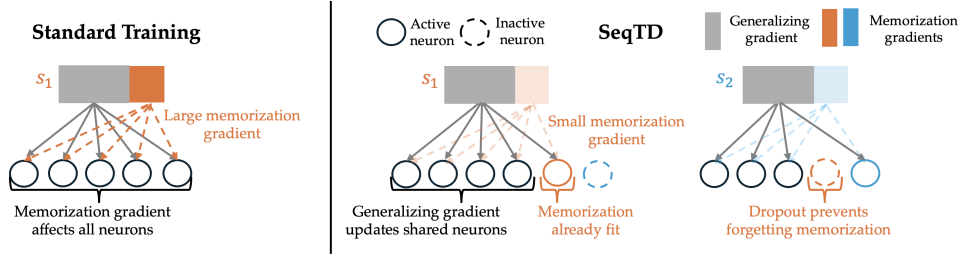 Standard Training
s1
Large memorization
gradient
Memorization gradient
affects all neurons
Active
neuron
Inactive
neuron
SeqTD
Generalizing
gradient
Memorization
gradients
s1
Small memorization
gradient
Generalizing gradient
updates shared neurons
Memorization
already fit
s2
Dropout prevents
forgetting memorization